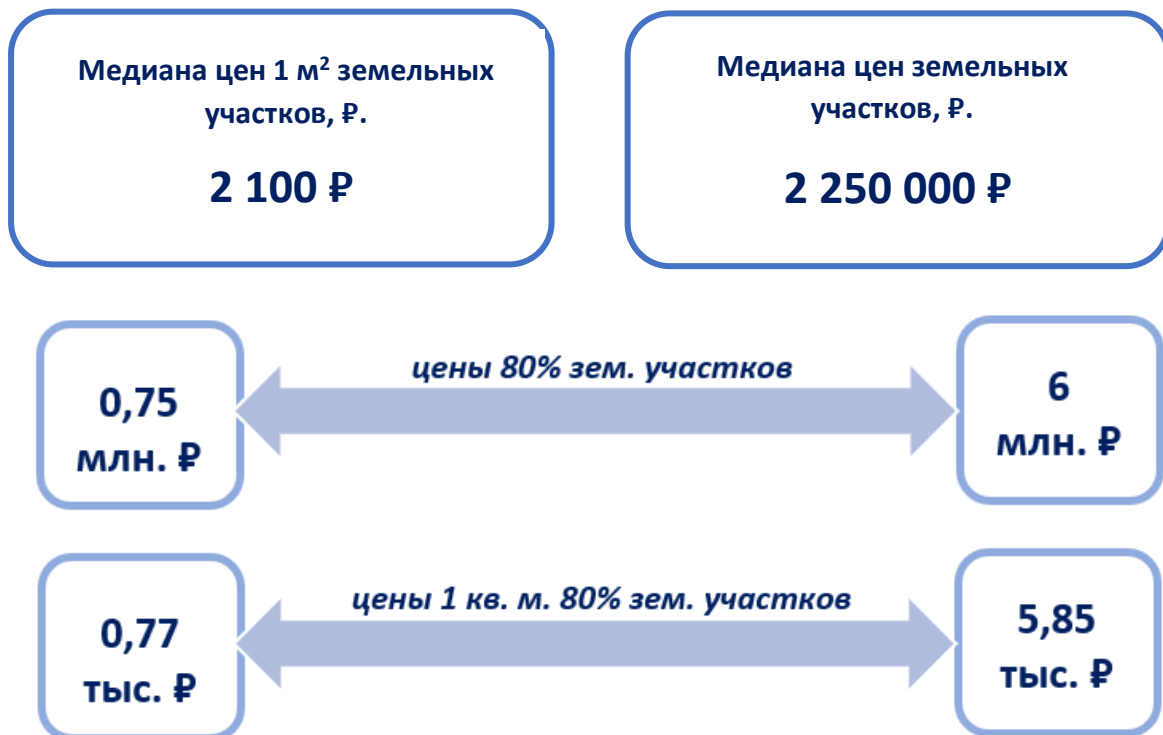 Медиана цен 1 м² земельных
участков, ₽.
2 100 ₽
Медиана цен земельных
участков, ₽.
2 250 000 ₽
0,75
млн. ₽
цены 80% зем. участков
6
млн. ₽
0,77
тыс. ₽
цены 1 кв. м. 80% зем. участков
5,85
тыс. ₽